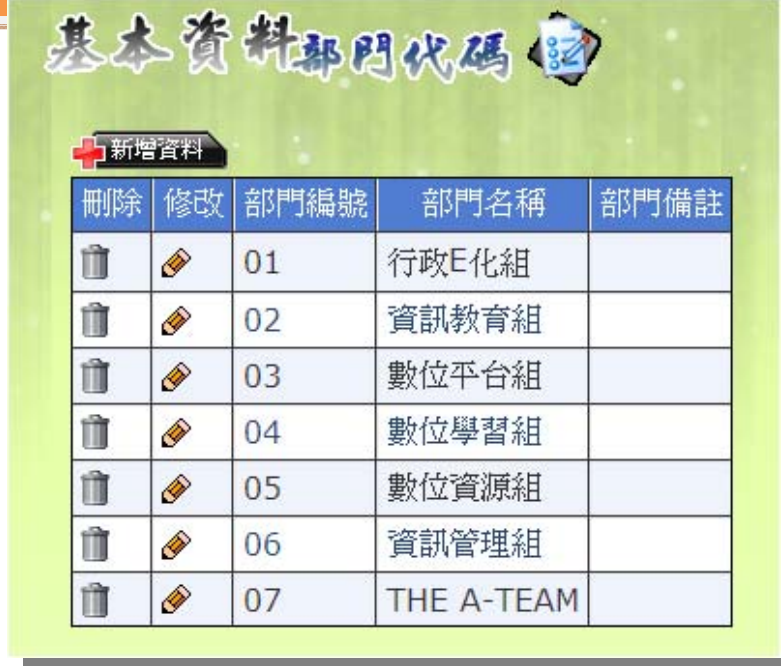 基本資料部門代碼
新增資料
刪除 修改 部門編號 部門名稱 部門備註
01 行政E化組
02 資訊教育組
03 數位平台組
04 數位學習組
05 數位資源組
06 資訊管理組
07 THE A-TEAM